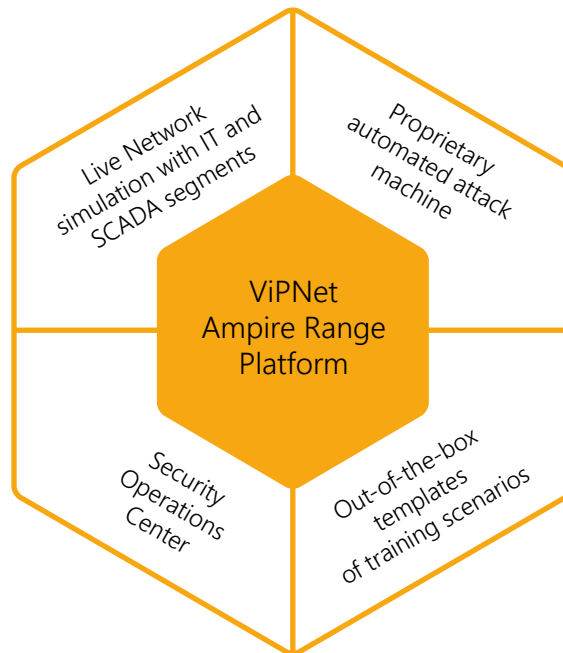 Live Network
simulation with IT and
SCADA segments
Proprietary
automated attack
machine
ViPNet
Ampire Range
Platform
Security
Operations
Center
Out-of-the-box
templates
of training scenarios